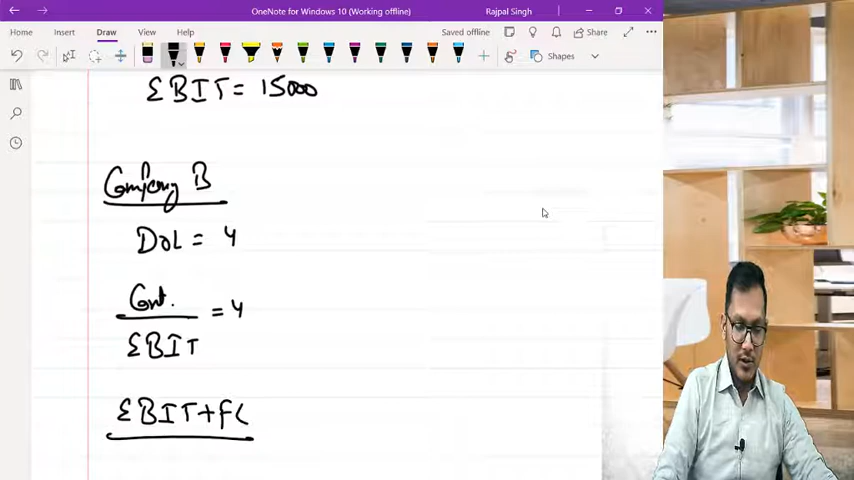 OneNote for Windows 10 (Working offline)
Rajpal Singh
Home Insert Draw View Help
Saved offline Share
Shapes
EBIT = 15000
Company B
DOL = 4
Cont. = 4
EBIT
EBIT+FC